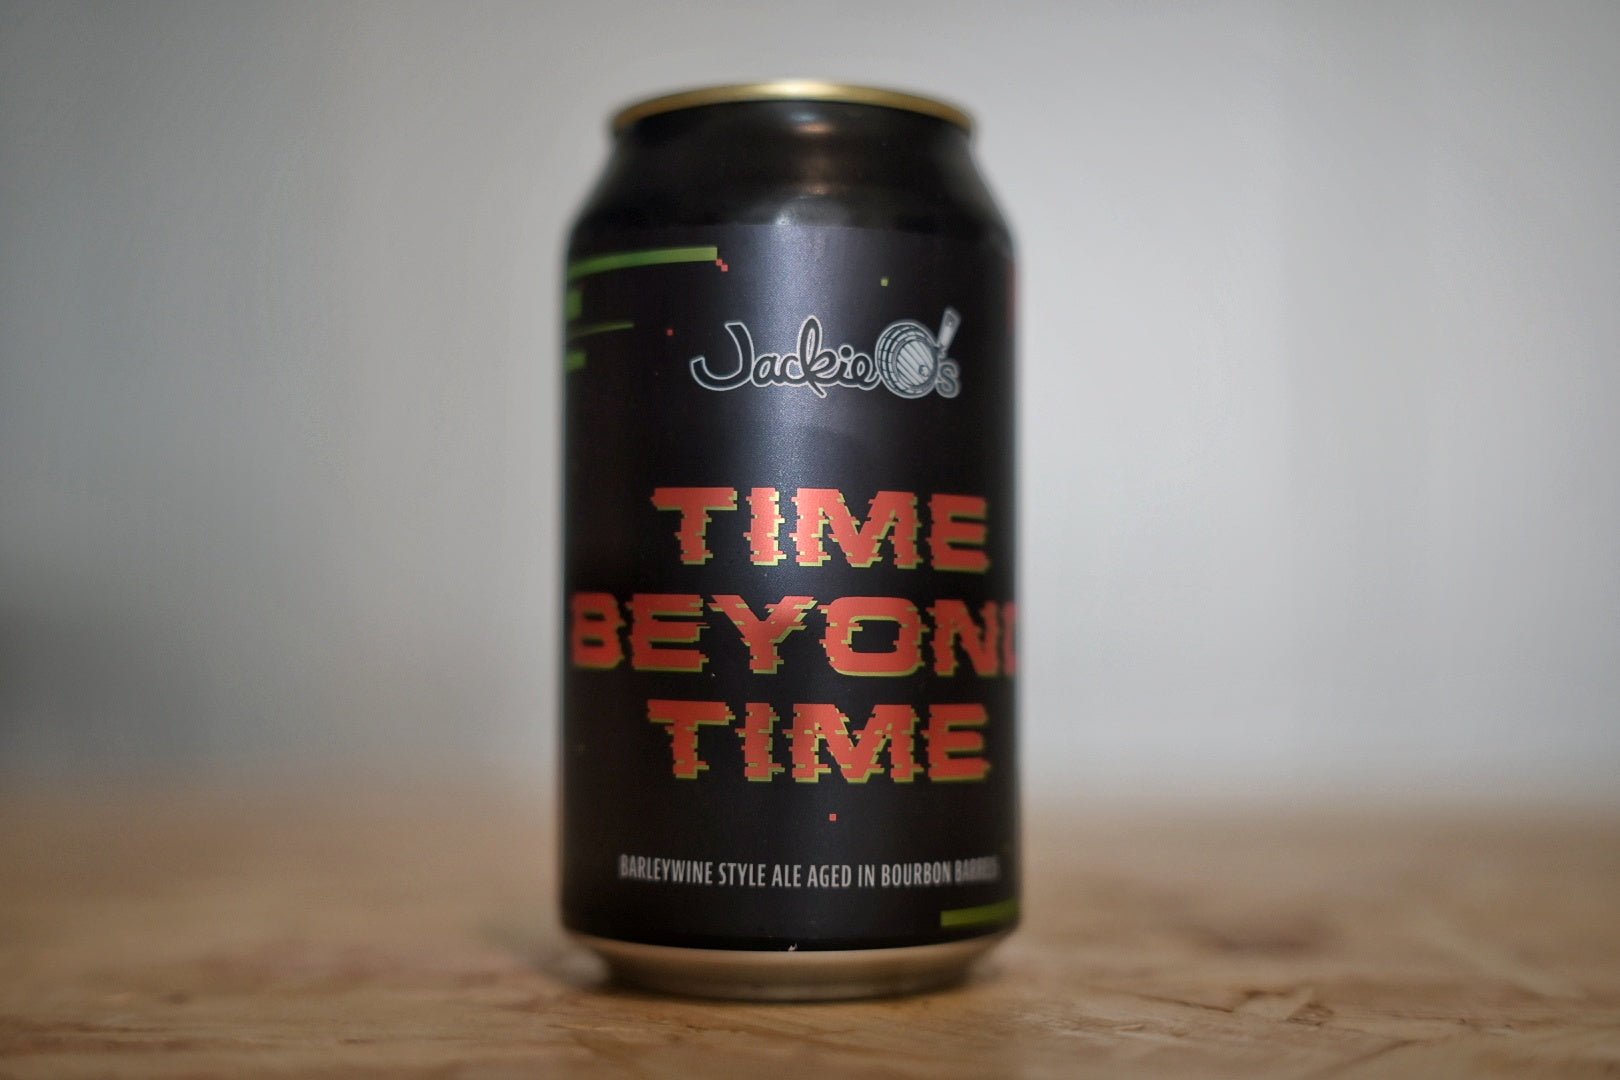 Jackie O's
TIME
BEYOND
TIME
BARLEYWINE STYLE ALE AGED IN BOURBON BARRELS